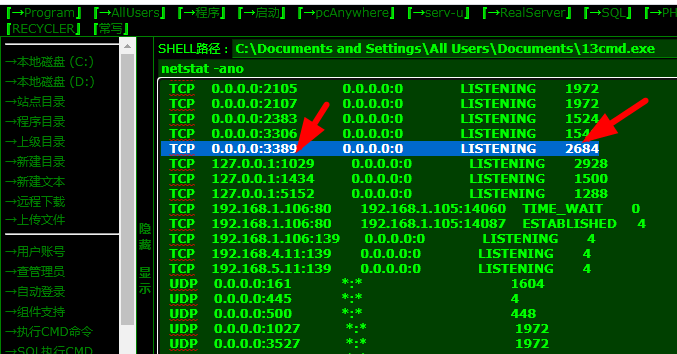 『→Program』『→AllUsers』『→程序』『→启动』『→pcAnywhere』『→serv-u』『→RealServer』『→SQL』『→PH
『RECYCLER』『常写』
→本地磁盘 (C:)
→本地磁盘 (D:)
→站点目录
→程序目录
→上级目录
→新建目录
→新建文本
→远程下载
→上传文件
→用户账号
→查管理员
→自动登录
→组件支持
→执行CMD命令
→SQL执行CMD
隐藏 显示
SHELL路径：C:\Documents and Settings\All Users\Documents\13cmd.exe
netstat -ano
TCP 0.0.0.0:2105 0.0.0.0:0 LISTENING 1972
TCP 0.0.0.0:2107 0.0.0.0:0 LISTENING 1972
TCP 0.0.0.0:2383 0.0.0.0:0 LISTENING 1524
TCP 0.0.0.0:3306 0.0.0.0:0 LISTENING
TCP 0.0.0.0:3389 0.0.0.0:0 LISTENING 2684
TCP 127.0.0.1:1029 0.0.0.0:0 LISTENING 2928
TCP 127.0.0.1:1434 0.0.0.0:0 LISTENING 1500
TCP 127.0.0.1:5152 0.0.0.0:0 LISTENING 1288
TCP 192.168.1.106:80 192.168.1.105:14060 TIME_WAIT 0
TCP 192.168.1.106:80 192.168.1.105:14087 ESTABLISHED 4
TCP 192.168.1.106:139 0.0.0.0:0 LISTENING 4
TCP 192.168.4.11:139 0.0.0.0:0 LISTENING 4
TCP 192.168.5.11:139 0.0.0.0:0 LISTENING 4
UDP 0.0.0.0:161 *:* 1604
UDP 0.0.0.0:445 *:* 4
UDP 0.0.0.0:500 *:* 448
UDP 0.0.0.0:1027 *:* 1972
UDP 0.0.0.0:3527 *:* 1972